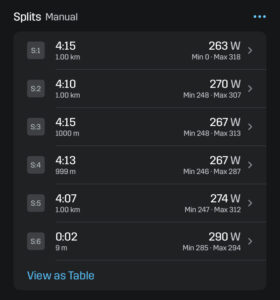 Splits Manual
S:1 4:15 263 W
1.00 km Min 0 · Max 318
S:2 4:10 270 W
1.00 km Min 248 · Max 307
S:3 4:15 267 W
1000 m Min 248 · Max 313
S:4 4:13 267 W
999 m Min 246 · Max 287
S:5 4:07 274 W
1.00 km Min 247 · Max 312
S:6 0:02 290 W
9 m Min 285 · Max 294
View as Table